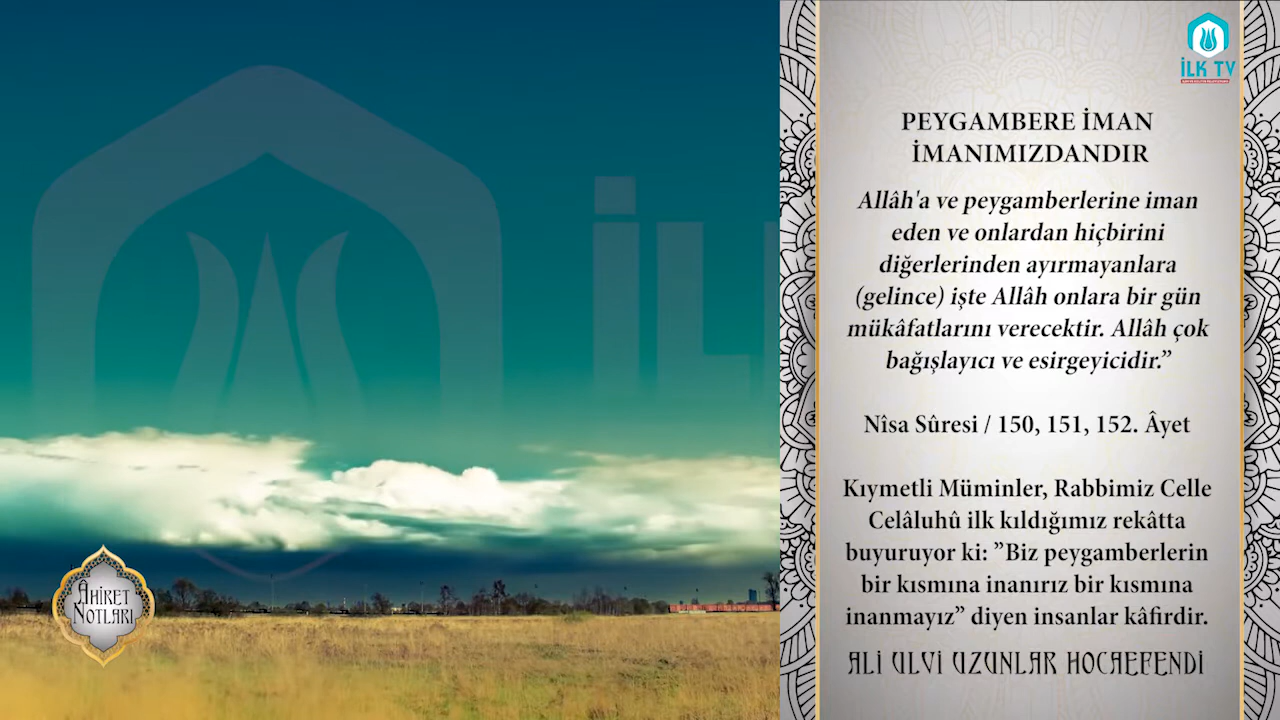 İLK TV
PEYGAMBERE İMAN
İMANIMIZDANDIR
Allâh'a ve peygamberlerine iman
eden ve onlardan hiçbirini
diğerlerinden ayırmayanlara
(gelince) işte Allâh onlara bir gün
mükâfatlarını verecektir. Allâh çok
bağışlayıcı ve esirgeyicidir.”
Nîsa Sûresi / 150, 151, 152. Âyet
Kıymetli Müminler, Rabbimiz Celle
Celâluhû ilk kıldığımız rekâtta
buyuruyor ki: ”Biz peygamberlerin
bir kısmına inanırız bir kısmına
inanmayız” diyen insanlar kâfirdir.
ALİ ULVİ UZUNLAR HOCAEFENDİ
AHİRET
NOTLARI
İL